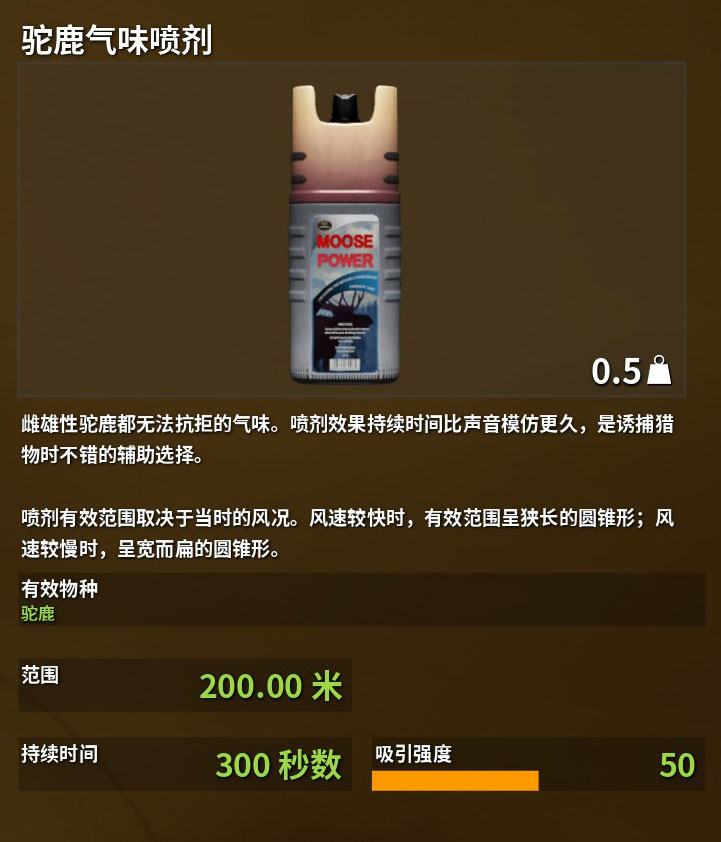 驼鹿气味喷剂
MOOSE
POWER
0.5
雌雄性驼鹿都无法抗拒的气味。喷剂效果持续时间比声音模仿更久，是诱捕猎
物时不错的辅助选择。
喷剂有效范围取决于当时的风况。风速较快时，有效范围呈狭长的圆锥形；风
速较慢时，呈宽而扁的圆锥形。
有效物种
驼鹿
范围
200.00 米
持续时间
300 秒数
吸引强度
50